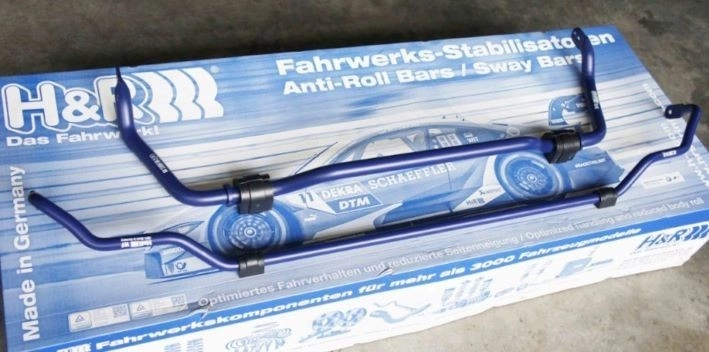 Fahrwerks-Stabilisatoren
Anti-Roll Bars / Sway Bars
H&R
Das Fahrwerk!
DEKRA SCHAEFFLER
DTM
Made in Germany
Optimiertes Fahrverhalten und reduzierte Seitenneigung / Optimized handling and reduced body roll
H&R
H&R Fahrwerkskomponenten für mehr als 3000 Fahrzeugmodelle